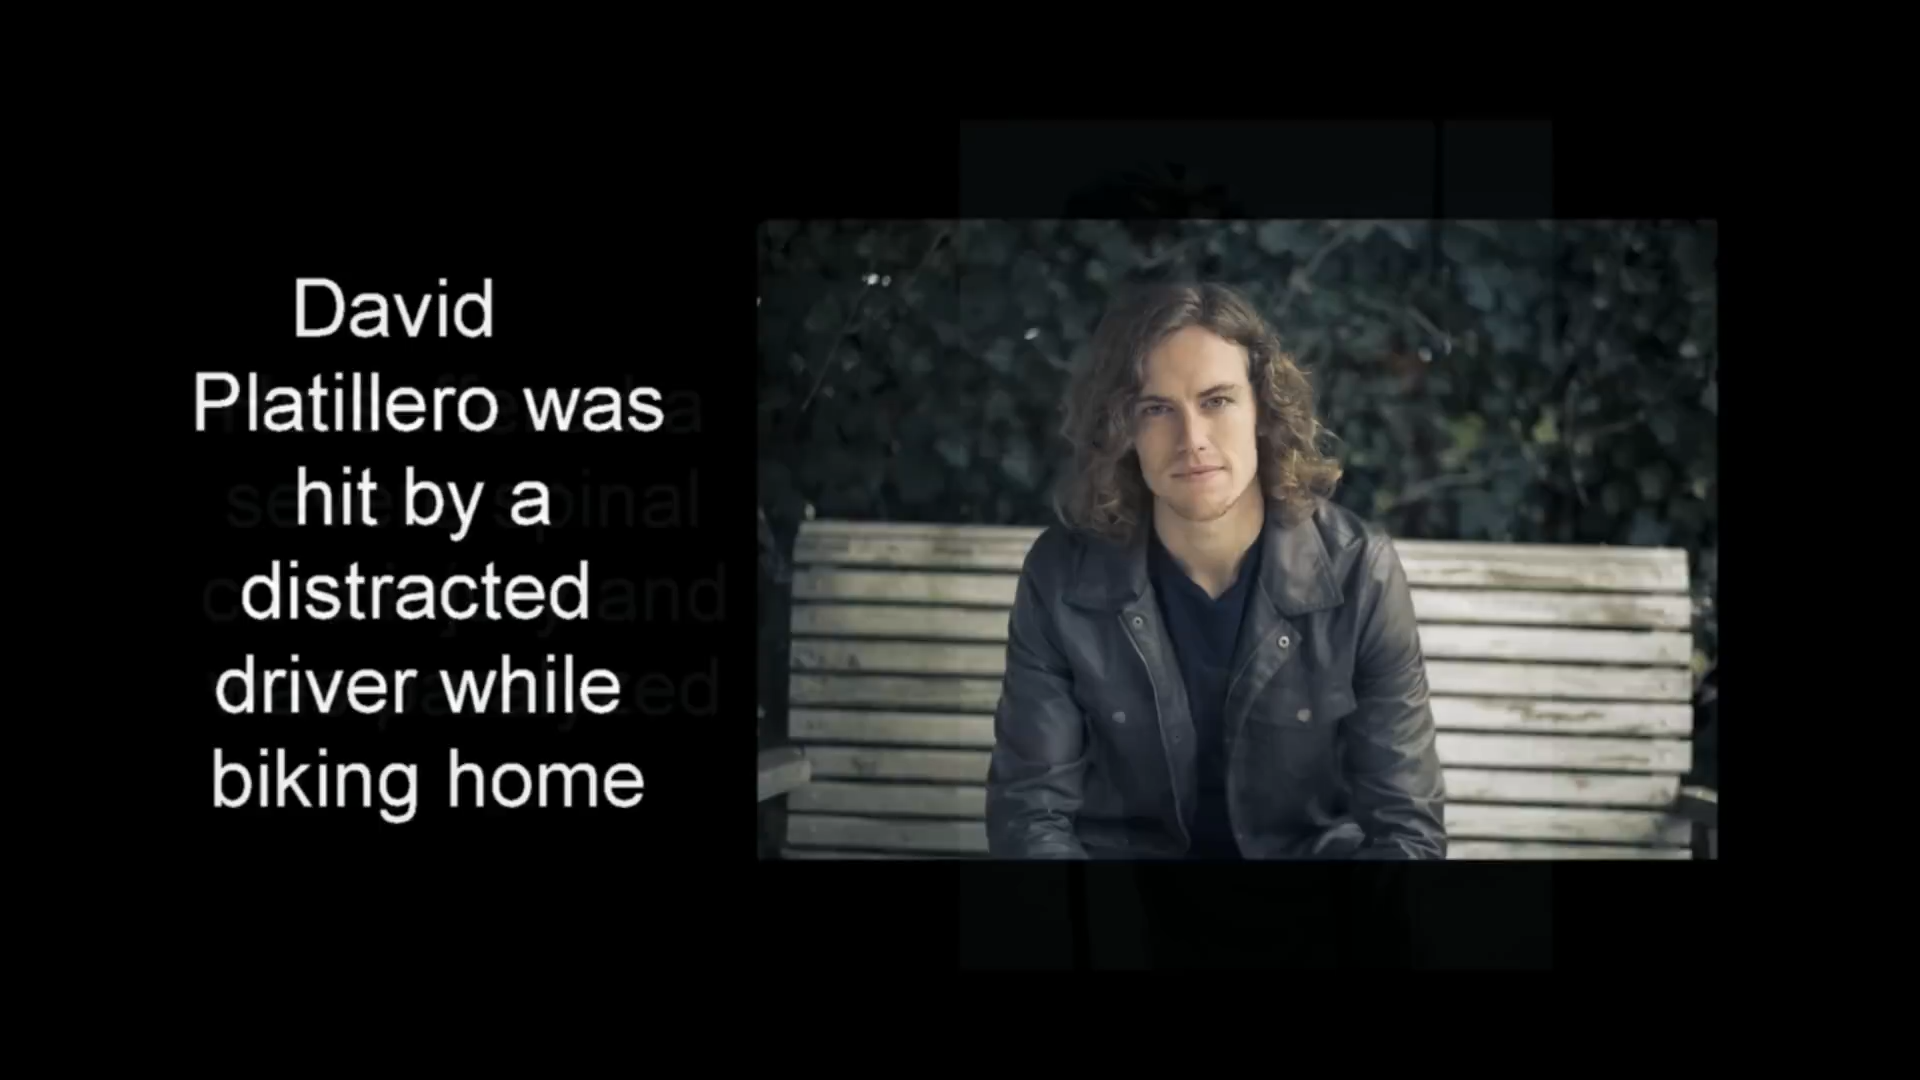 David
Platillero was
hit by a
distracted
driver while
biking home